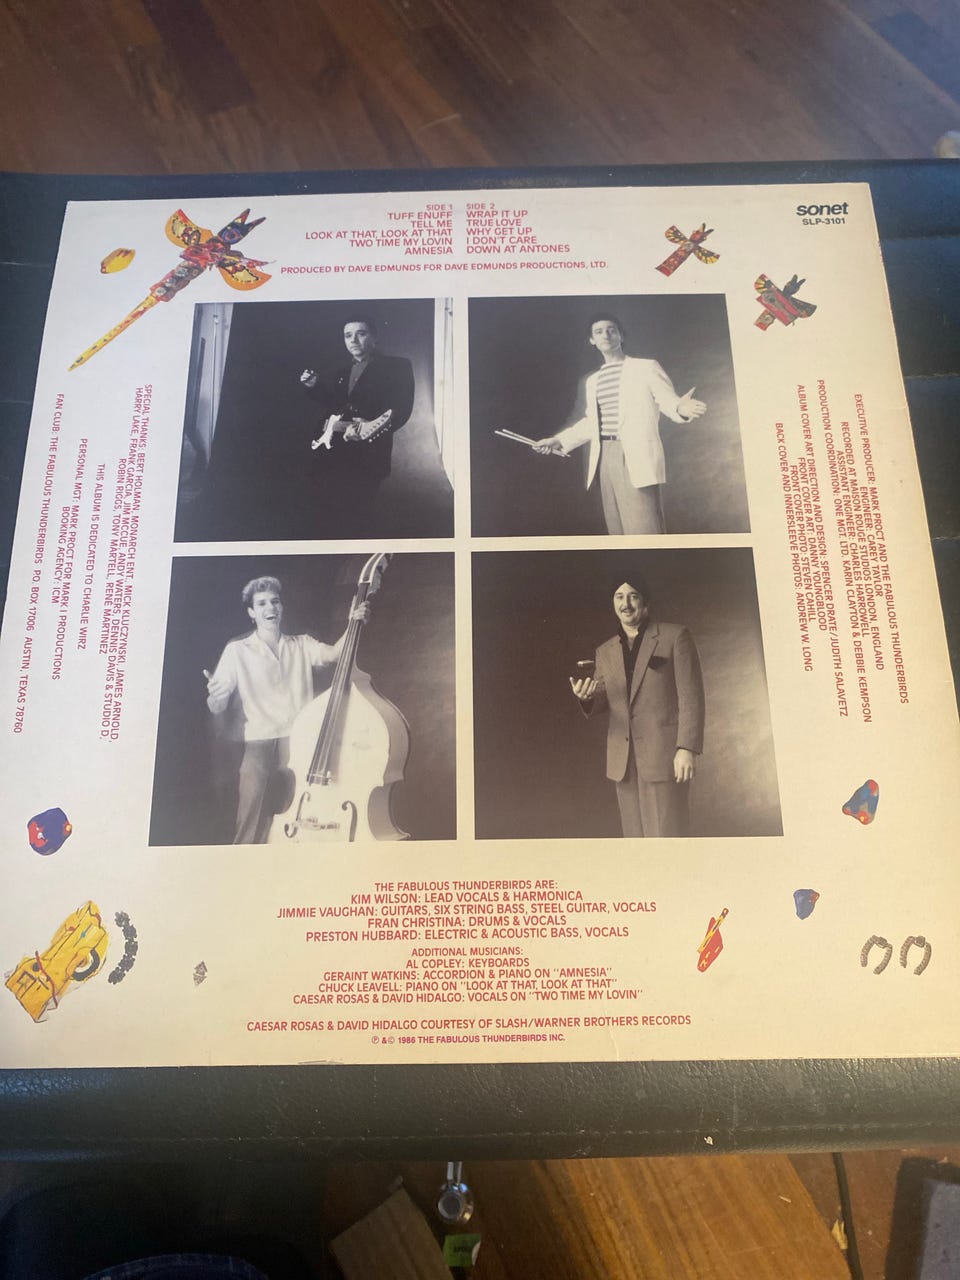 SIDE 1
TUFF ENUFF
TELL ME
LOOK AT THAT, LOOK AT THAT
TWO TIME MY LOVIN
AMNESIA
SIDE 2
WRAP IT UP
TRUE LOVE
WHY GET UP
I DON'T CARE
DOWN AT ANTONES
PRODUCED BY DAVE EDMUNDS FOR DAVE EDMUNDS PRODUCTIONS, LTD.
sonet
SLP-3101
SPECIAL THANKS: BERT HOLMAN, MONARCH ENT., MICK KLUCZYNSKI, JAMES ARNOLD,
HARRY LAKE, FRANK GARCIA, JIM MCCUE, ANDY WATERS, DENNIS DAVIS & STUDIO D,
ROBIN RIGGS, TONY MARTELL, RENE MARTINEZ
THIS ALBUM IS DEDICATED TO CHARLIE WIRZ
PERSONAL MGT: MARK PROCT FOR MARK I PRODUCTIONS
BOOKING AGENCY: ICM
FAN CLUB: THE FABULOUS THUNDERBIRDS P.O. BOX 17006 AUSTIN, TEXAS 78760
EXECUTIVE PRODUCER: MARK PROCT AND THE FABULOUS THUNDERBIRDS
ENGINEER: CAREY TAYLOR
RECORDED AT MAISON ROUGE STUDIOS LONDON, ENGLAND
ASSISTANT ENGINEER: CHARLES HARROWELL
PRODUCTION COORDINATION: ONE MGT. LTD. KARIN CLAYTON & DEBBIE KEMPSON
ALBUM COVER ART DIRECTION AND DESIGN: SPENCER DRATE/JUDITH SALAVETZ
FRONT COVER ART: DANNY YOUNGBLOOD
FRONT COVER PHOTO: STEVEN CAHILL
BACK COVER AND INNERSLEEVE PHOTOS: ANDREW W. LONG
THE FABULOUS THUNDERBIRDS ARE:
KIM WILSON: LEAD VOCALS & HARMONICA
JIMMIE VAUGHAN: GUITARS, SIX STRING BASS, STEEL GUITAR, VOCALS
FRAN CHRISTINA: DRUMS & VOCALS
PRESTON HUBBARD: ELECTRIC & ACOUSTIC BASS, VOCALS
ADDITIONAL MUSICIANS:
AL COPLEY: KEYBOARDS
GERAINT WATKINS: ACCORDION & PIANO ON "AMNESIA"
CHUCK LEAVELL: PIANO ON "LOOK AT THAT, LOOK AT THAT"
CAESAR ROSAS & DAVID HIDALGO: VOCALS ON "TWO TIME MY LOVIN"
CAESAR ROSAS & DAVID HIDALGO COURTESY OF SLASH/WARNER BROTHERS RECORDS
℗ & © 1986 THE FABULOUS THUNDERBIRDS INC.